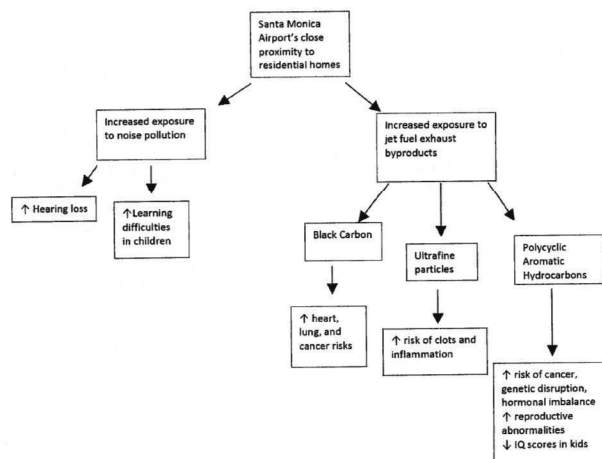 Santa Monica
Airport's close
proximity to
residential homes
Increased exposure
to noise pollution
Increased exposure to
jet fuel exhaust
byproducts
↑ Hearing loss
↑Learning
difficulties
in children
Black Carbon
Ultrafine
particles
Polycyclic
Aromatic
Hydrocarbons
↑ heart,
lung, and
cancer risks
↑ risk of clots and
inflammation
↑ risk of cancer,
genetic disruption,
hormonal imbalance
↑ reproductive
abnormalities
↓ IQ scores in kids